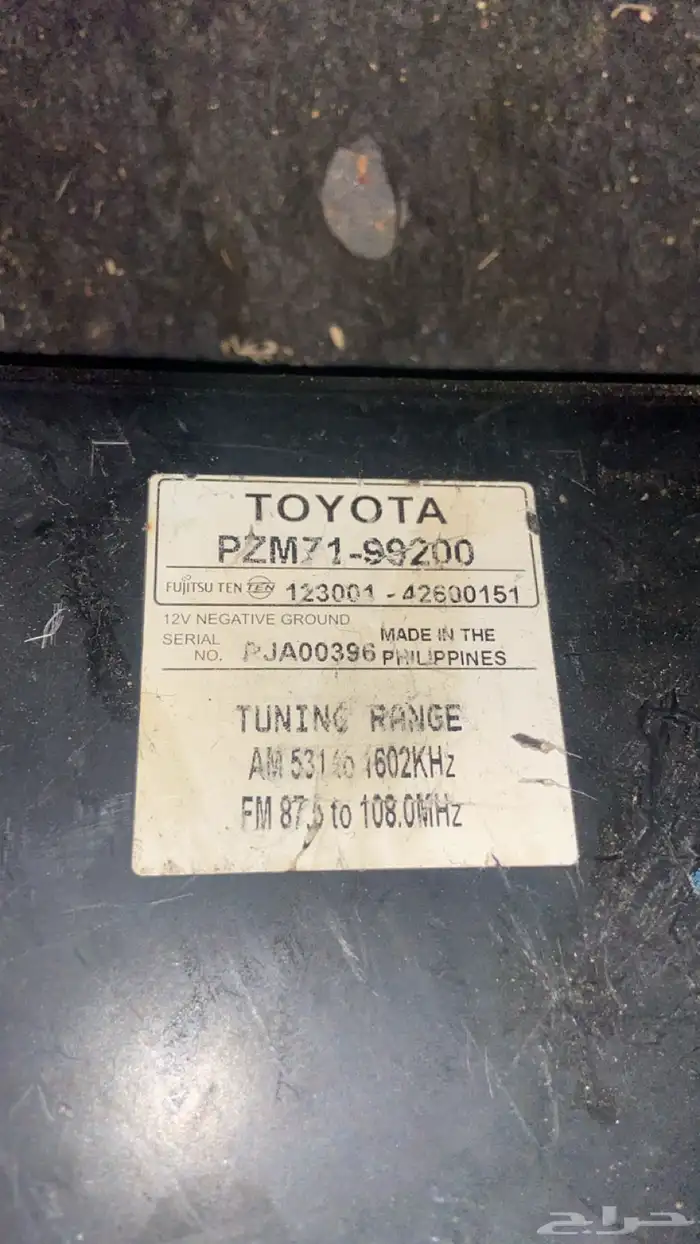 TOYOTA
PZM71-99200
FUJITSU TEN TEN 123001 - 42600151
12V NEGATIVE GROUND
SERIAL NO. PJA00396 MADE IN THE PHILIPPINES
TUNING RANGE
AM 531 to 1602KHz
FM 87.5 to 108.0MHz
حراج